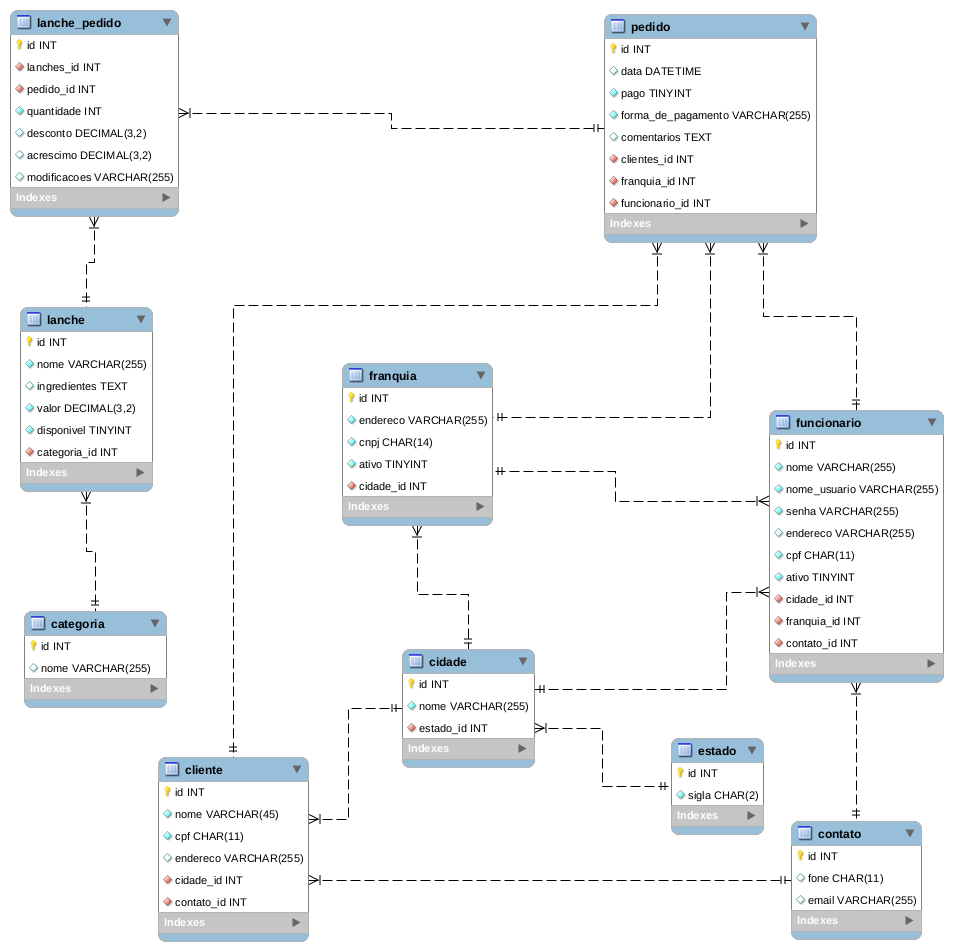 lanche_pedido
id INT
lanches_id INT
pedido_id INT
quantidade INT
desconto DECIMAL(3,2)
acrescimo DECIMAL(3,2)
modificacoes VARCHAR(255)
Indexes
pedido
id INT
data DATETIME
pago TINYINT
forma_de_pagamento VARCHAR(255)
comentarios TEXT
clientes_id INT
franquia_id INT
funcionario_id INT
Indexes
lanche
id INT
nome VARCHAR(255)
ingredientes TEXT
valor DECIMAL(3,2)
disponivel TINYINT
categoria_id INT
Indexes
franquia
id INT
endereco VARCHAR(255)
cnpj CHAR(14)
ativo TINYINT
cidade_id INT
Indexes
funcionario
id INT
nome VARCHAR(255)
nome_usuario VARCHAR(255)
senha VARCHAR(255)
endereco VARCHAR(255)
cpf CHAR(11)
ativo TINYINT
cidade_id INT
franquia_id INT
contato_id INT
Indexes
categoria
id INT
nome VARCHAR(255)
Indexes
cidade
id INT
nome VARCHAR(255)
estado_id INT
Indexes
estado
id INT
sigla CHAR(2)
Indexes
cliente
id INT
nome VARCHAR(45)
cpf CHAR(11)
endereco VARCHAR(255)
cidade_id INT
contato_id INT
Indexes
contato
id INT
fone CHAR(11)
email VARCHAR(255)
Indexes